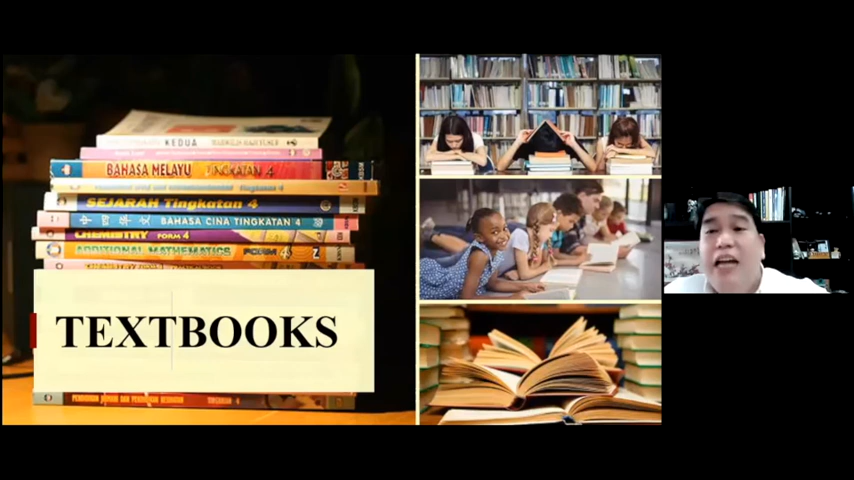 KEDUA
BAHASA MELAYU TINGKATAN 4
SEJARAH Tingkatan 4
BAHASA CINA TINGKATAN 4
CHEMISTRY FORM 4
ADDITIONAL MATHEMATICS FORM 4
TEXTBOOKS